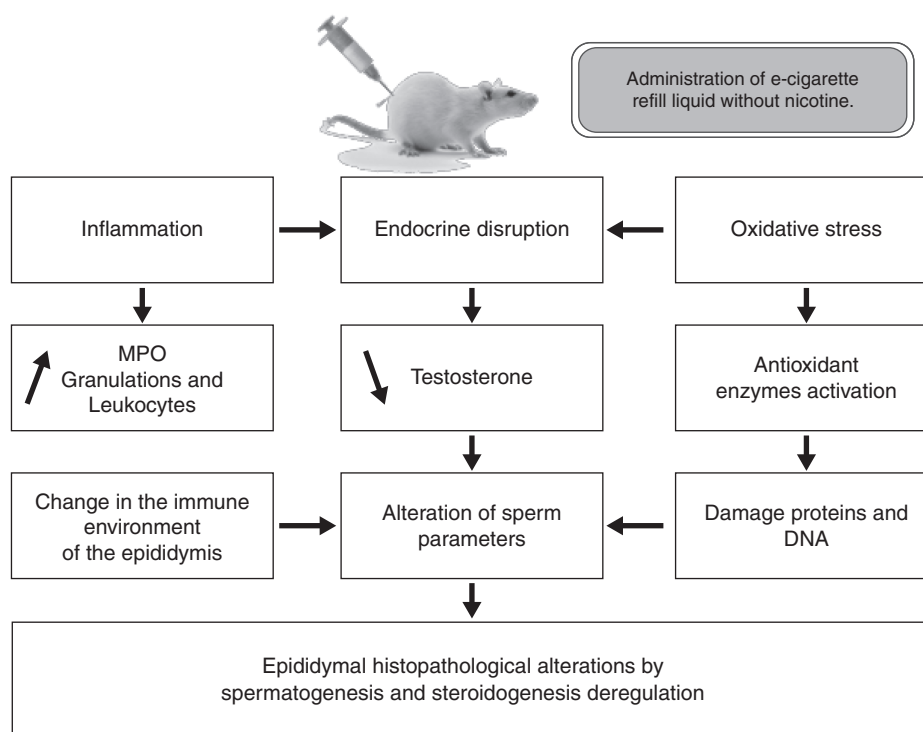 Administration of e-cigarette
refill liquid without nicotine.
Inflammation
Endocrine disruption
Oxidative stress
MPO
Granulations and
Leukocytes
Testosterone
Antioxidant
enzymes activation
Change in the immune
environment
of the epididymis
Alteration of sperm
parameters
Damage proteins and
DNA
Epididymal histopathological alterations by
spermatogenesis and steroidogenesis deregulation